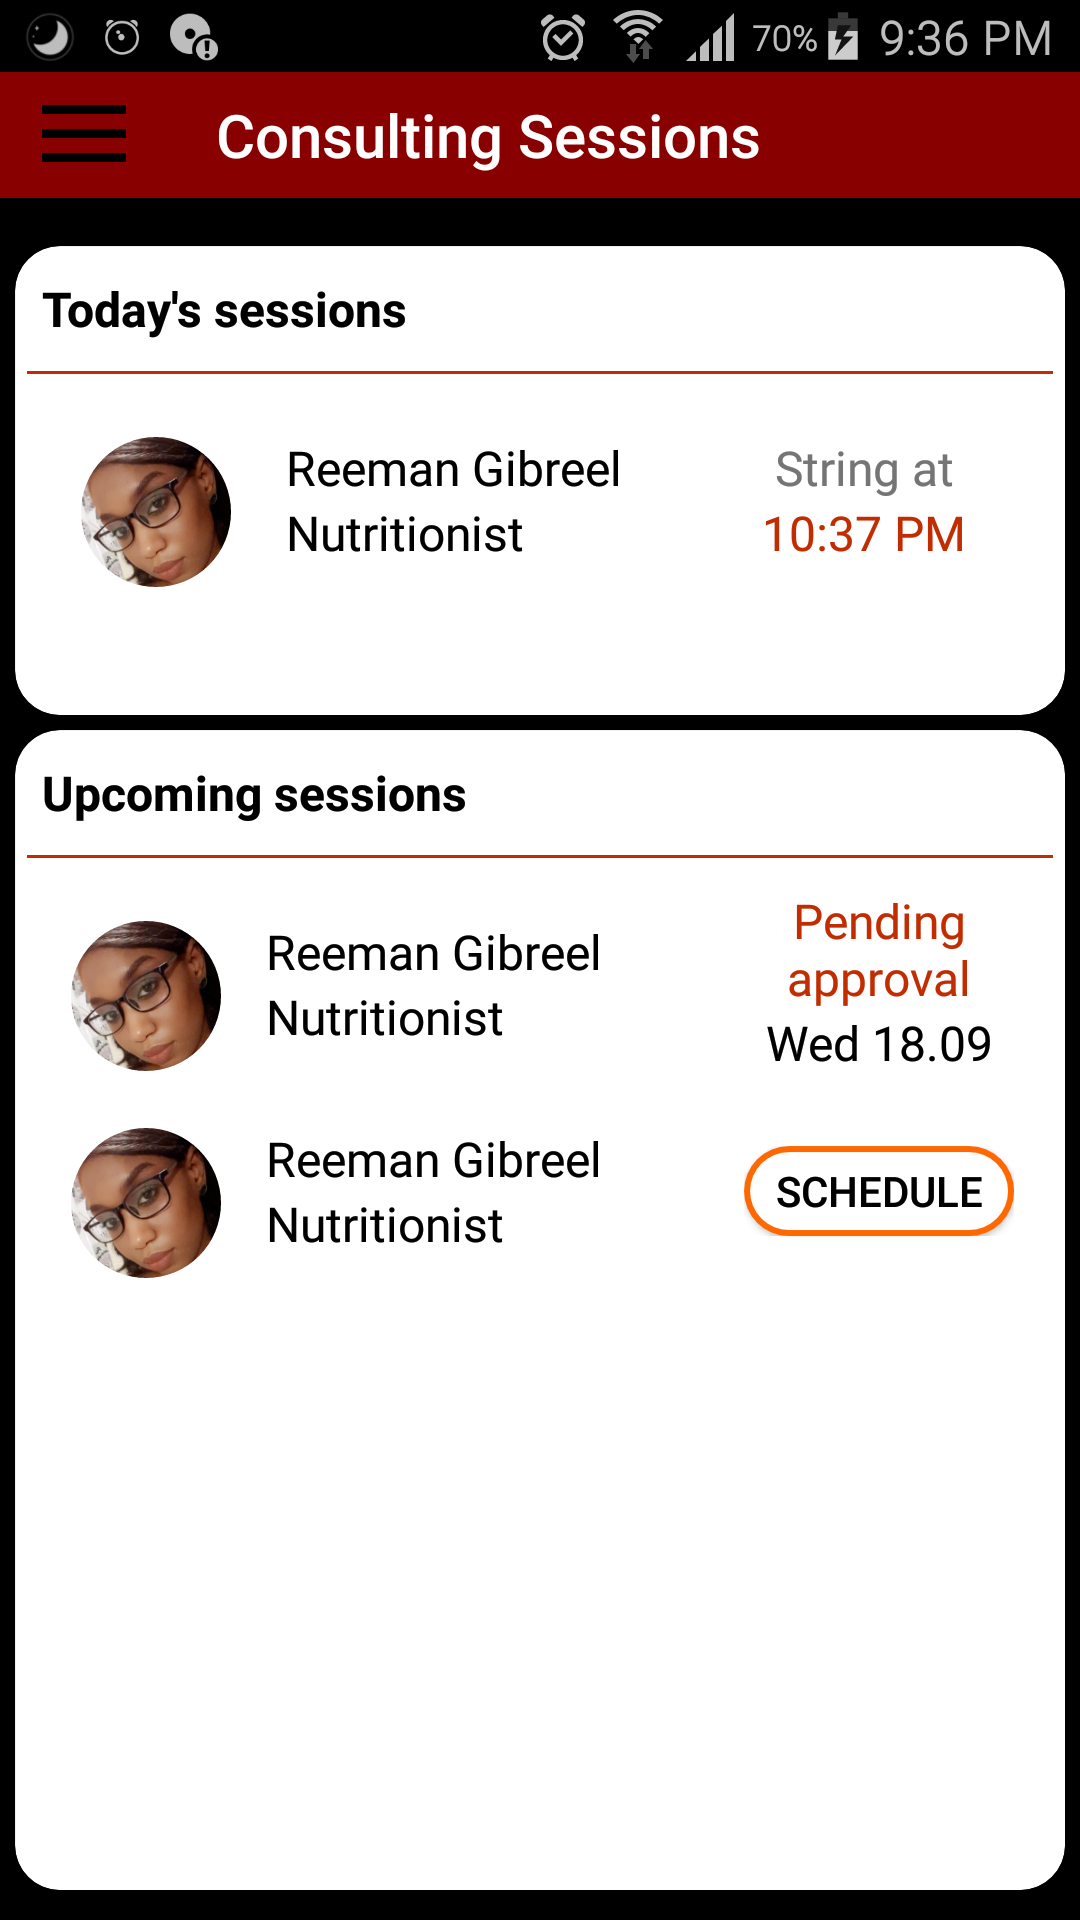 70% 9:36 PM
Consulting Sessions
Today's sessions
Reeman Gibreel
Nutritionist
String at
10:37 PM
Upcoming sessions
Reeman Gibreel
Nutritionist
Pending
approval
Wed 18.09
Reeman Gibreel
Nutritionist
SCHEDULE